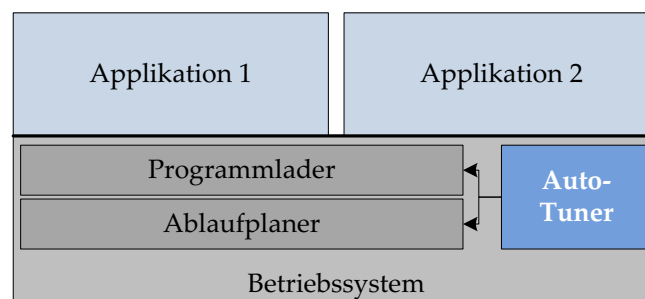 Applikation 1
Applikation 2
Programmlader
Ablaufplaner
Auto-
Tuner
Betriebssystem